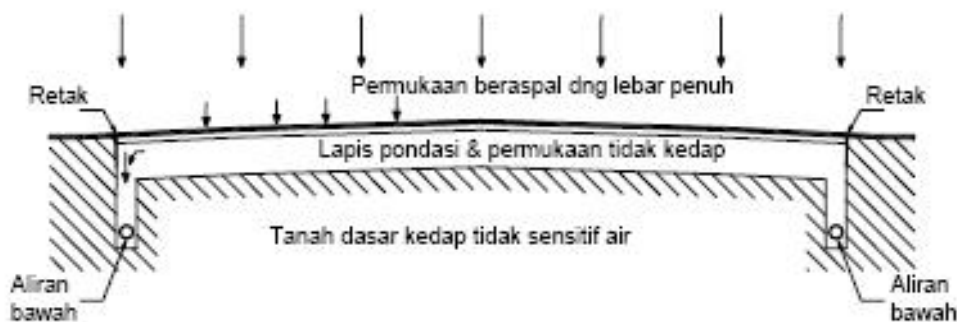 Permukaan beraspal dng lebar penuh
Retak
Retak
Lapis pondasi & permukaan tidak kedap
Tanah dasar kedap tidak sensitif air
Aliran
bawah
Aliran
bawah